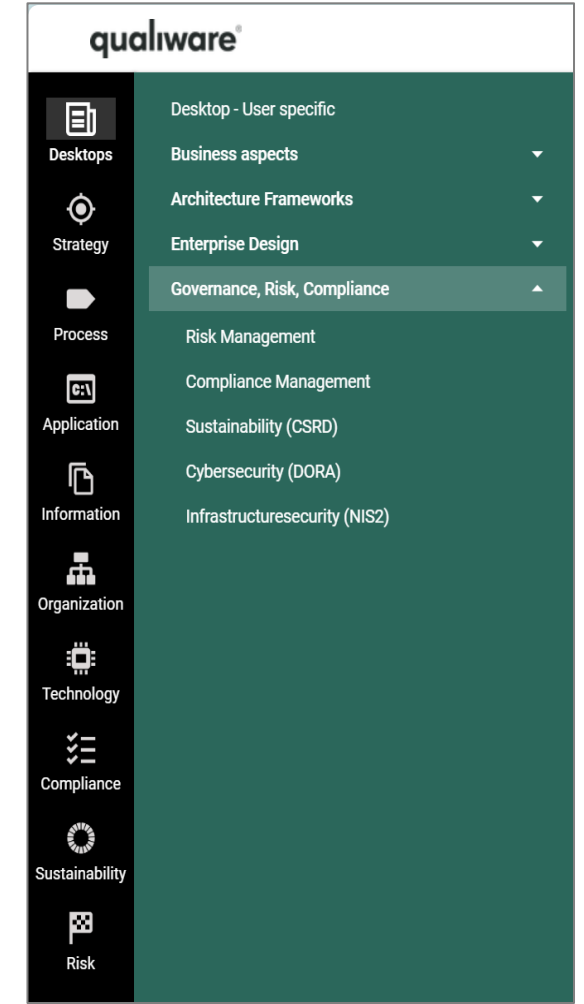 qualiware®
Desktops
Strategy
Process
C:\
Application
Information
Organization
Technology
Compliance
Sustainability
Risk
Desktop - User specific
Business aspects
Architecture Frameworks
Enterprise Design
Governance, Risk, Compliance
Risk Management
Compliance Management
Sustainability (CSRD)
Cybersecurity (DORA)
Infrastructuresecurity (NIS2)